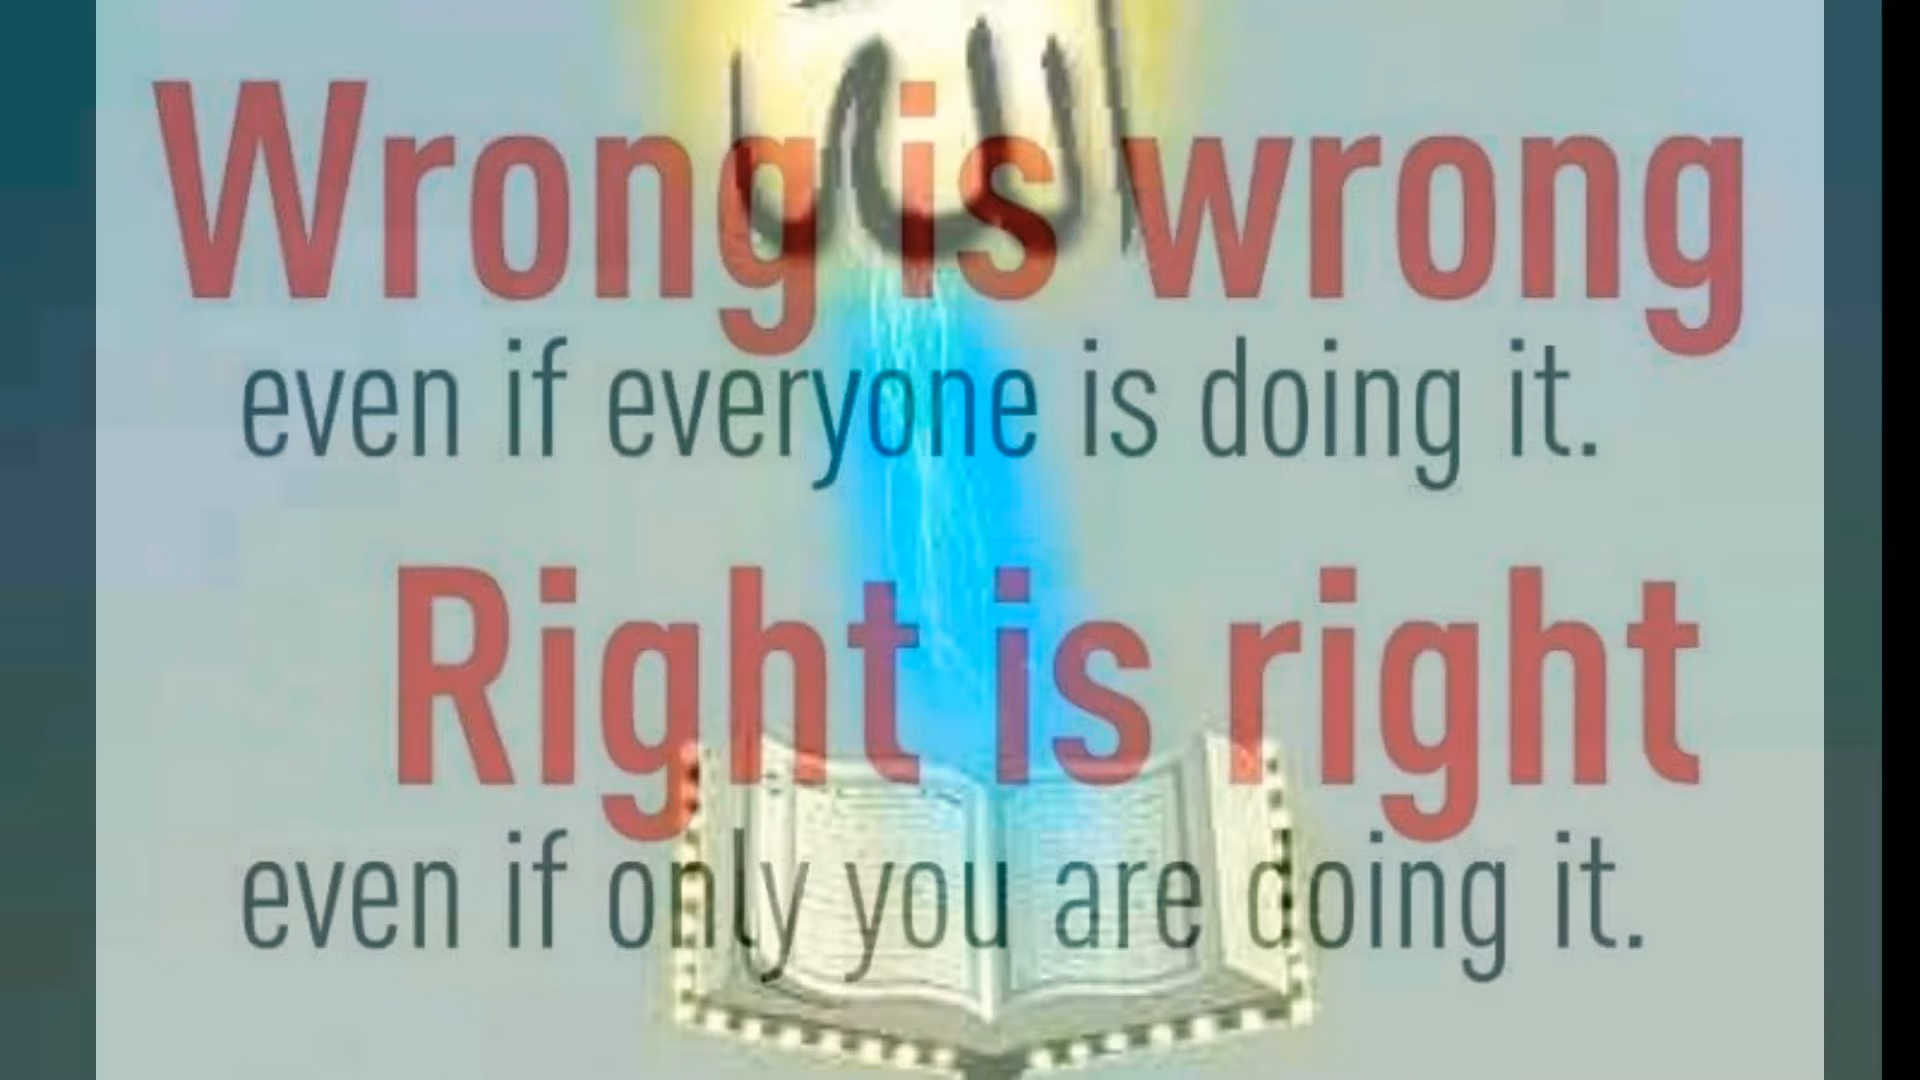 الله
Wrong is wrong
even if everyone is doing it.
Right is right
even if only you are doing it.